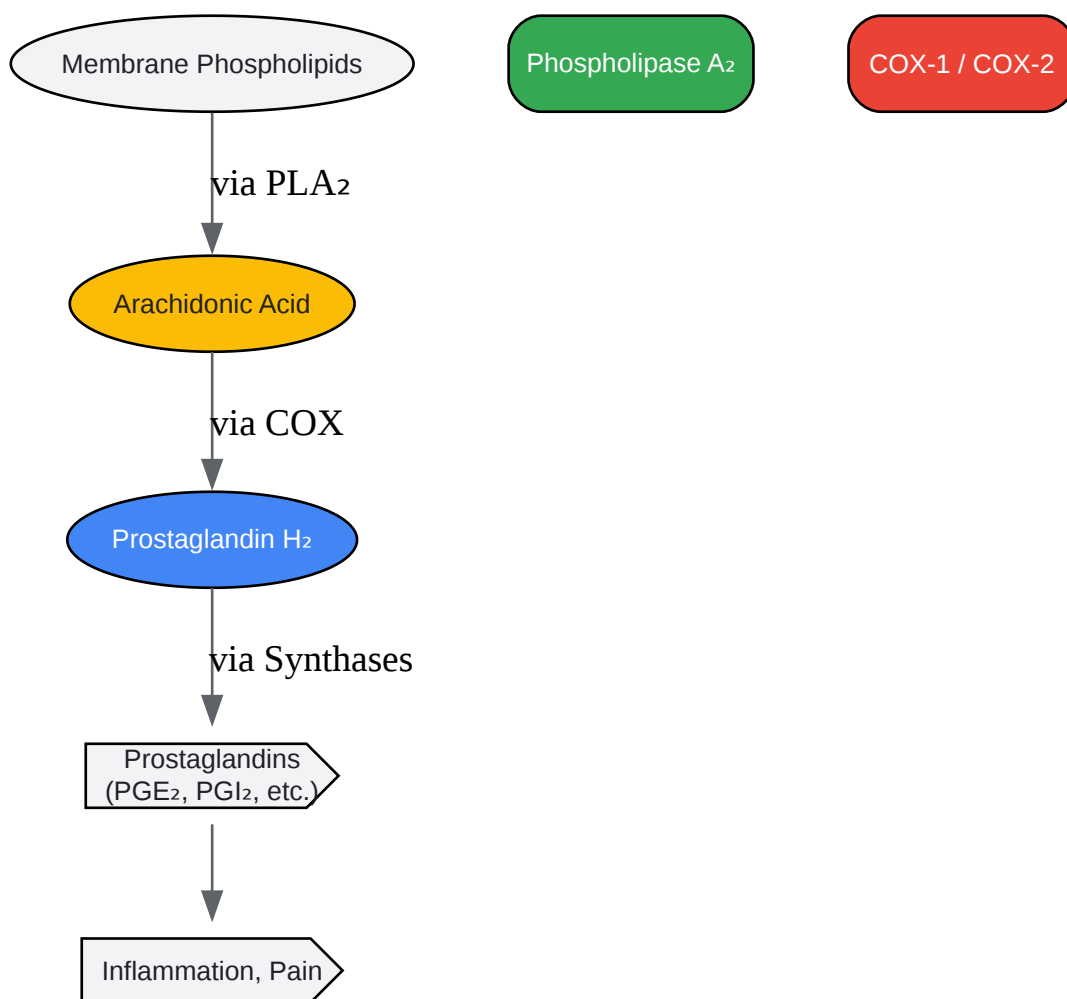 Membrane Phospholipids
Phospholipase A₂
COX-1 / COX-2
via PLA₂
Arachidonic Acid
via COX
Prostaglandin H₂
via Synthases
Prostaglandins
(PGE₂, PGI₂, etc.)
Inflammation, Pain